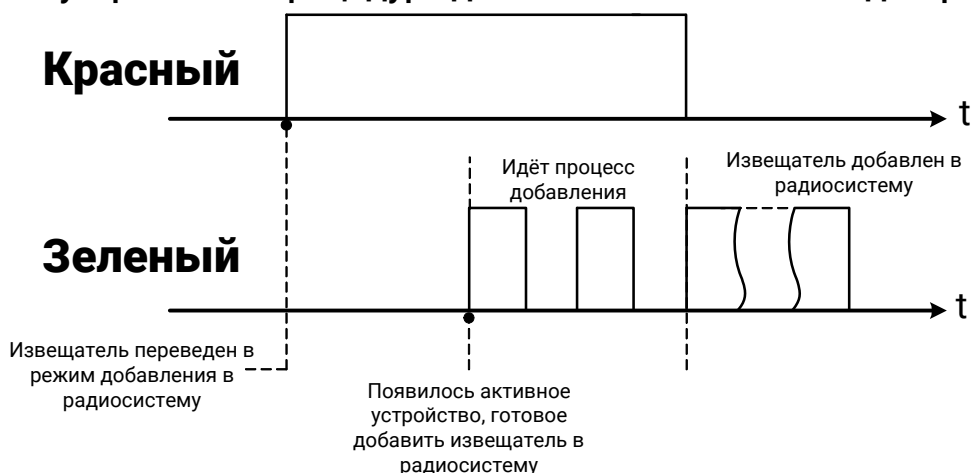 Красный
t
Идёт процесс
добавления
Извещатель добавлен в
радиосистему
Зеленый
t
Извещатель переведен в
режим добавления в
радиосистему
Появилось активное
устройство, готовое
добавить извещатель в
радиосистему